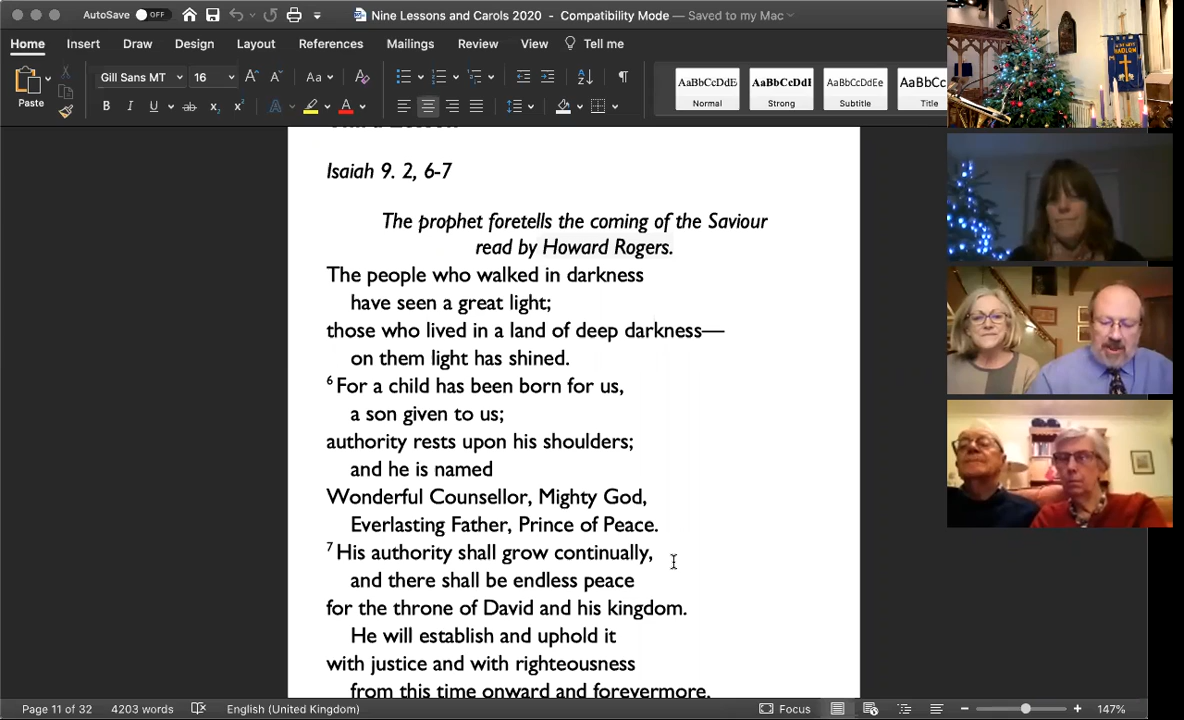 AutoSave OFF
Nine Lessons and Carols 2020 - Compatibility Mode — Saved to my Mac
Home Insert Draw Design Layout References Mailings Review View Tell me
Paste
Gill Sans MT 16
AaBbCcDdE AaBbCcDdI AaBbCcDdEe AaBbCc
Normal Strong Subtitle Title
Isaiah 9. 2, 6-7
The prophet foretells the coming of the Saviour
read by Howard Rogers.
The people who walked in darkness
have seen a great light;
those who lived in a land of deep darkness—
on them light has shined.
6 For a child has been born for us,
a son given to us;
authority rests upon his shoulders;
and he is named
Wonderful Counsellor, Mighty God,
Everlasting Father, Prince of Peace.
7 His authority shall grow continually,
and there shall be endless peace
for the throne of David and his kingdom.
He will establish and uphold it
with justice and with righteousness
from this time onward and forevermore.
Page 11 of 32 4203 words English (United Kingdom) Focus 147%